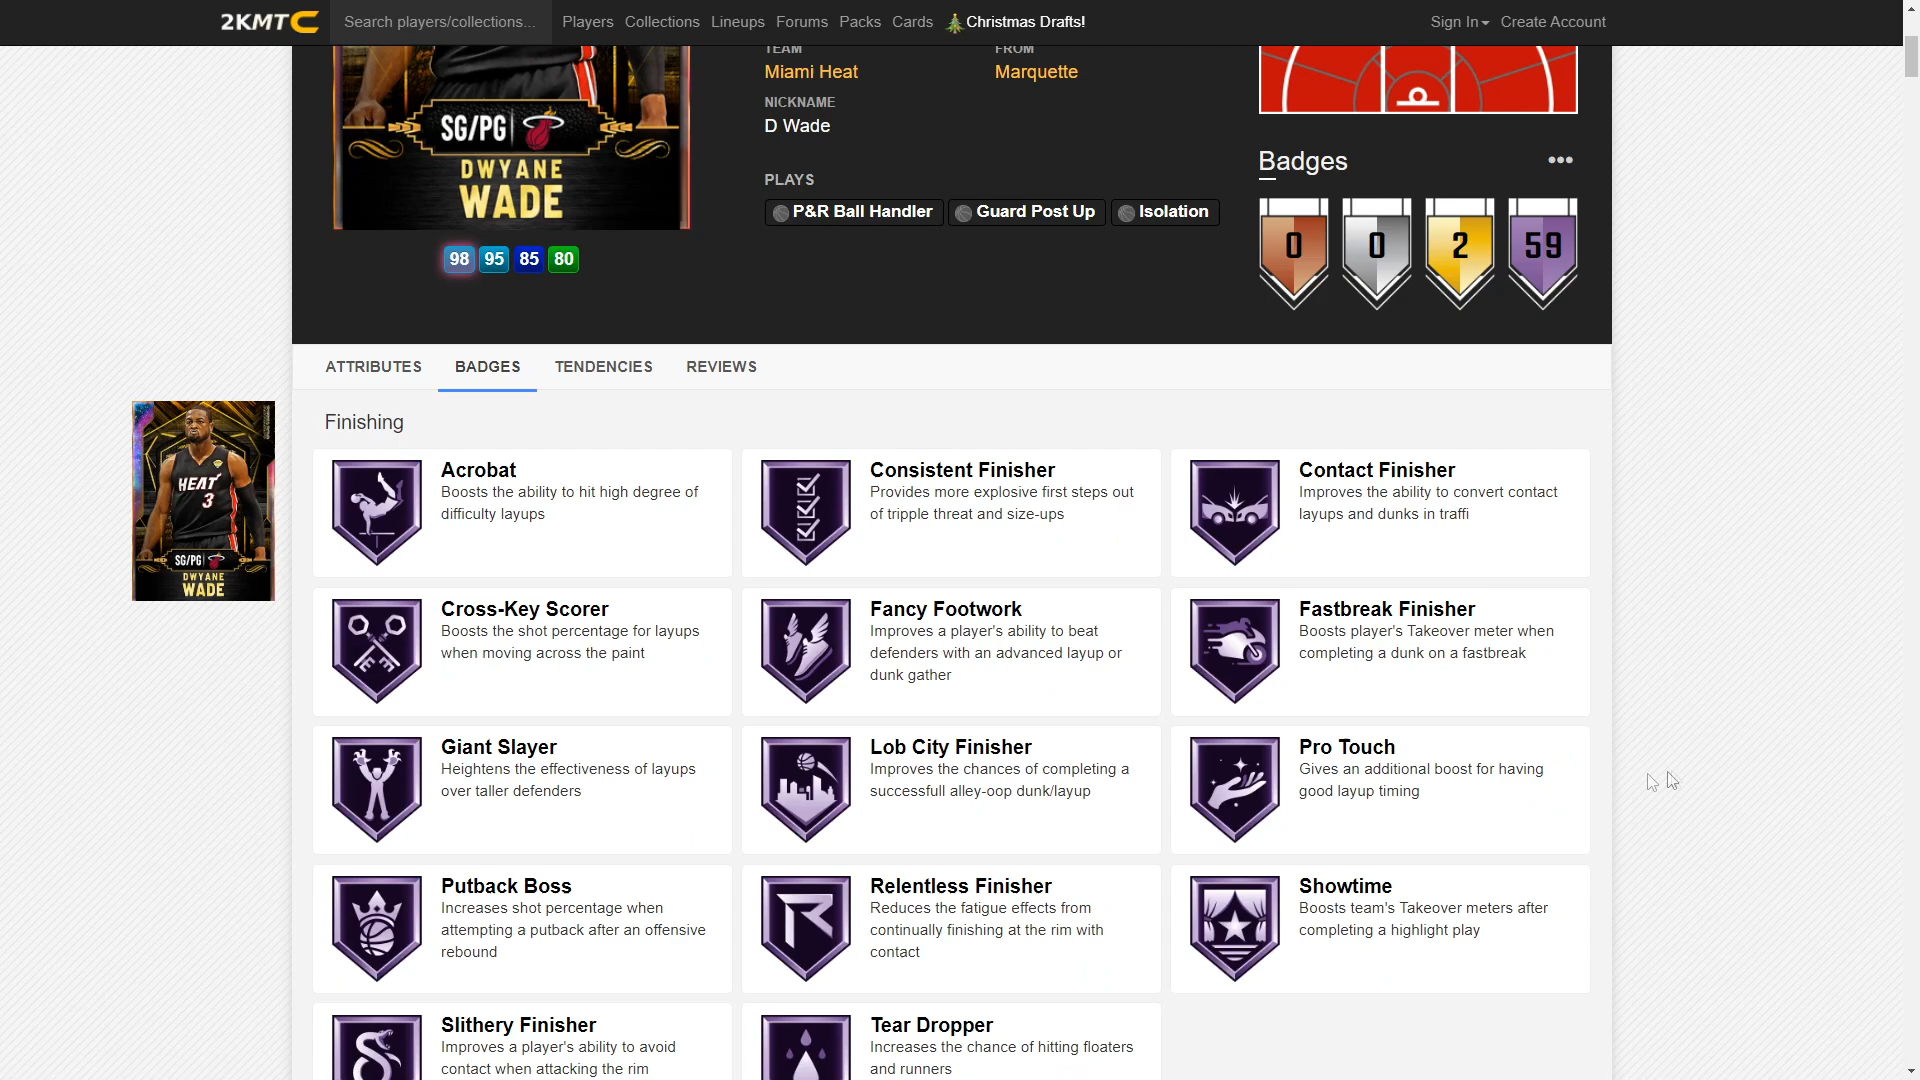 2KMTC
Search players/collections...
Players
Collections
Lineups
Forums
Packs
Cards
Christmas Drafts!
Sign In
Create Account
TEAM
Miami Heat
FROM
Marquette
NICKNAME
D Wade
PLAYS
P&R Ball Handler
Guard Post Up
Isolation
SG/PG
DWYANE
WADE
98
95
85
80
Badges
0
0
2
59
ATTRIBUTES
BADGES
TENDENCIES
REVIEWS
HEAT
3
SG/PG
DWYANE
WADE
Finishing
Acrobat
Boosts the ability to hit high degree of
difficulty layups
Consistent Finisher
Provides more explosive first steps out
of tripple threat and size-ups
Contact Finisher
Improves the ability to convert contact
layups and dunks in traffi
Cross-Key Scorer
Boosts the shot percentage for layups
when moving across the paint
Fancy Footwork
Improves a player's ability to beat
defenders with an advanced layup or
dunk gather
Fastbreak Finisher
Boosts player's Takeover meter when
completing a dunk on a fastbreak
Giant Slayer
Heightens the effectiveness of layups
over taller defenders
Lob City Finisher
Improves the chances of completing a
successfull alley-oop dunk/layup
Pro Touch
Gives an additional boost for having
good layup timing
Putback Boss
Increases shot percentage when
attempting a putback after an offensive
rebound
Relentless Finisher
Reduces the fatigue effects from
continually finishing at the rim with
contact
Showtime
Boosts team's Takeover meters after
completing a highlight play
Slithery Finisher
Improves a player's ability to avoid
contact when attacking the rim
Tear Dropper
Increases the chance of hitting floaters
and runners